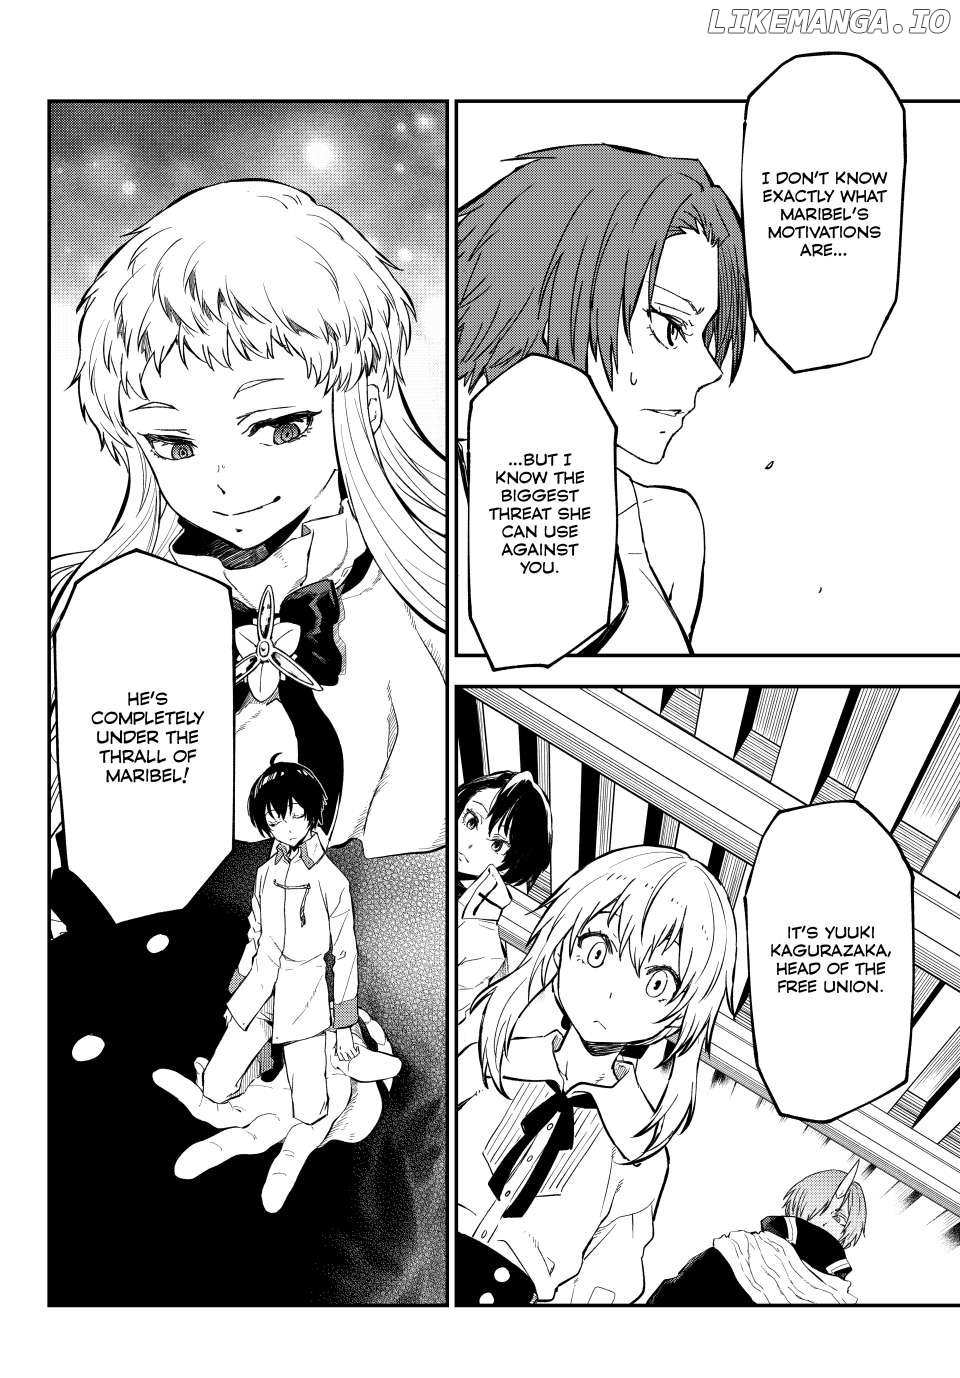 LIKEMANGA.IO
I DON'T KNOW
EXACTLY WHAT
MARIBEL'S
MOTIVATIONS
ARE...
...BUT I
KNOW THE
BIGGEST
THREAT SHE
CAN USE
AGAINST
YOU.
IT'S YUUKI
KAGURAZAKA,
HEAD OF THE
FREE UNION.
HE'S
COMPLETELY
UNDER THE
THRALL OF
MARIBEL!